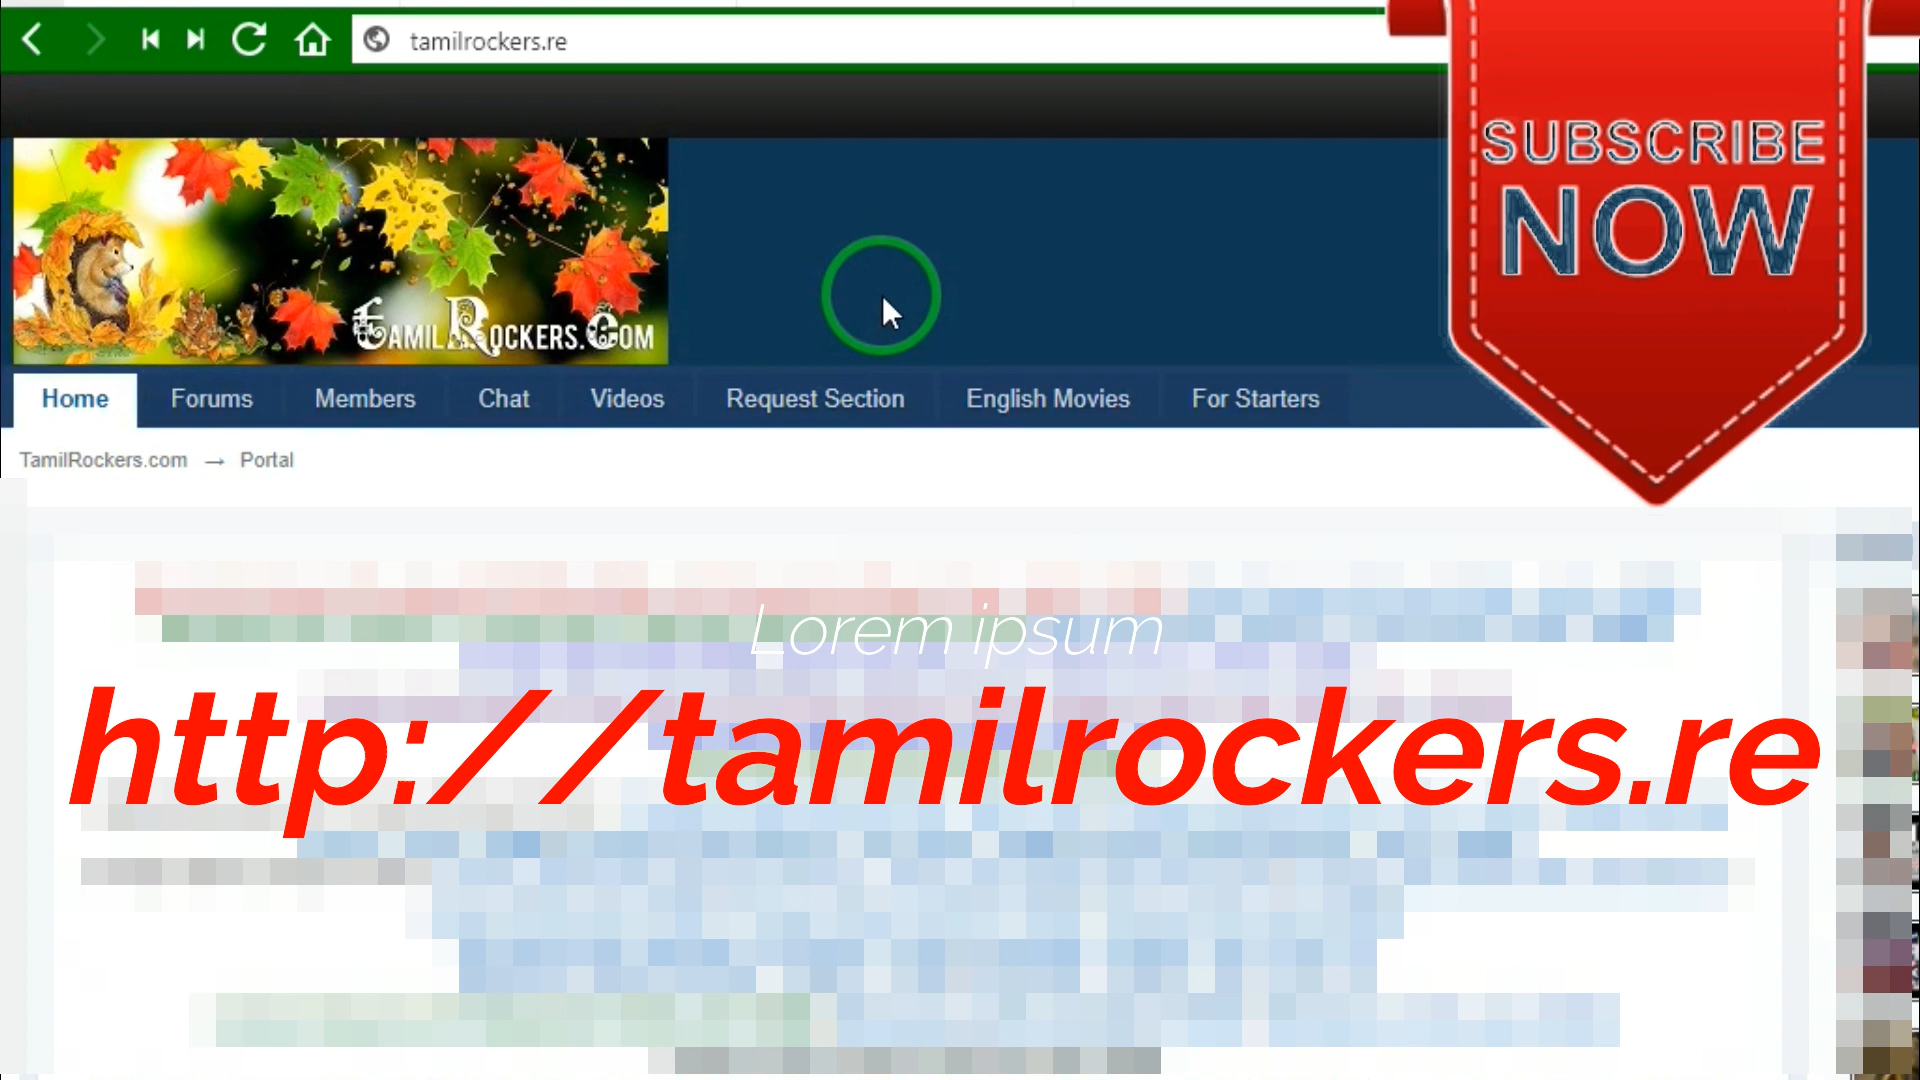 tamilrockers.re
SUBSCRIBE
NOW
TamilRockers.Com
Home Forums Members Chat Videos Request Section English Movies For Starters
TamilRockers.com → Portal
Lorem ipsum
http://tamilrockers.re